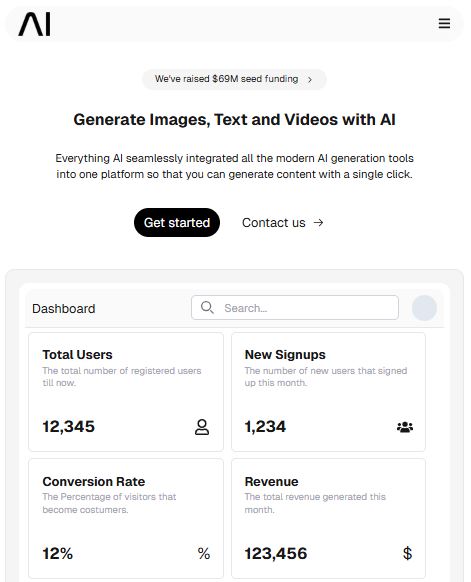 AI
We've raised $69M seed funding
Generate Images, Text and Videos with AI
Everything AI seamlessly integrated all the modern AI generation tools
into one platform so that you can generate content with a single click.
Get started
Contact us →
Dashboard
Search...
Total Users
The total number of registered users
till now.
12,345
New Signups
The number of new users that signed
up this month.
1,234
Conversion Rate
The Percentage of visitors that
become costumers.
12%
%
Revenue
The total revenue generated this
month.
123,456
$